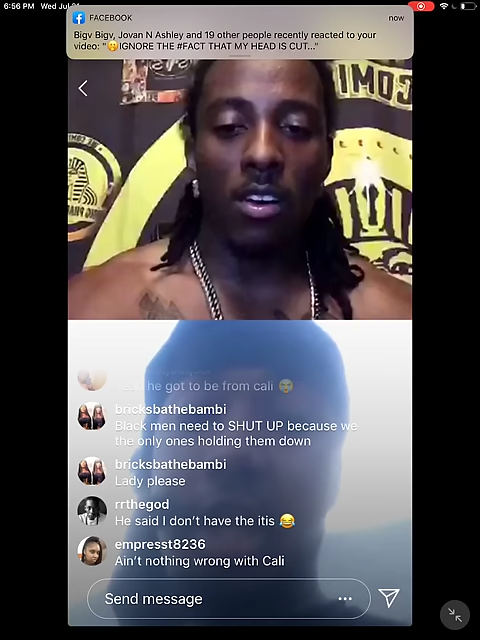 6:56 PM Wed Jul
FACEBOOK
now
Bigv Bigv, Jovan N Ashley and 19 other people recently reacted to your
video: "🤫IGNORE THE #FACT THAT MY HEAD IS CUT..."
he got to be from cali
bricsbathebambi
Black men need to SHUT UP because we
the only ones holding them down
bricksbathebambi
Lady please
rrthegod
He said I don't have the itis 😂
empresst8236
Ain't nothing wrong with Cali
Send message